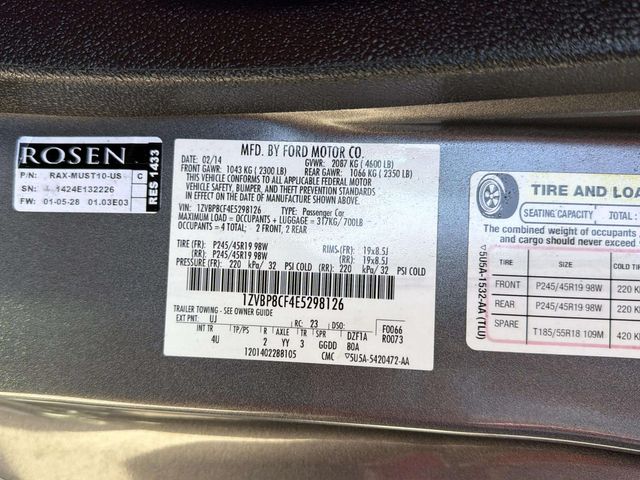 ROSEN
P/N: RAX-MUST10-US C
SN: 1424E132226
FW: 01-05-28 01.03E03
RES 1433
MFD. BY FORD MOTOR CO.
DATE: 02/14 GVWR: 2087 KG ( 4600 LB)
FRONT GAWR: 1043 KG ( 2300 LB) REAR GAWR: 1066 KG ( 2350 LB)
THIS VEHICLE CONFORMS TO ALL APPLICABLE FEDERAL MOTOR
VEHICLE SAFETY, BUMPER, AND THEFT PREVENTION STANDARDS
IN EFFECT ON THE DATE OF MANUFACTURE SHOWN ABOVE.
VIN: 1ZVBP8CF4E5298126 TYPE: Passenger Car
MAXIMUM LOAD = OCCUPANTS + LUGGAGE = 317KG/ 700LB
OCCUPANTS = 4 TOTAL; 2 FRONT, 2 REAR
TIRE (FR): P245/45R19 98W RIMS(FR): 19x8.5J
(RR): P245/45R19 98W (RR): 19x8.5J
PRESSURE (FR): 220 kPa/ 32 PSI COLD (RR): 220 kPa/ 32 PSI COLD
1ZVBP8CF4E5298126
TRAILER TOWING - SEE OWNER GUIDE
EXT PNT: UJ RC: 23 DSO: F0066
INT TR TP/PS R AXLE TR SPR DZF1A R0073
4U 2 YY 3 GGDD 80A
1201402288105 CMC ▽5U5A-5420472-AA
TIRE AND LOA
SEATING CAPACITY TOTAL :
The combined weight of occupants
and cargo should never exceed
TIRE SIZE COLD TI
FRONT P245/45R19 98W 220 K
REAR P245/45R19 98W 220 K
SPARE T185/55R18 109M 420 K
▽5U5A-1532-AA (TLU)